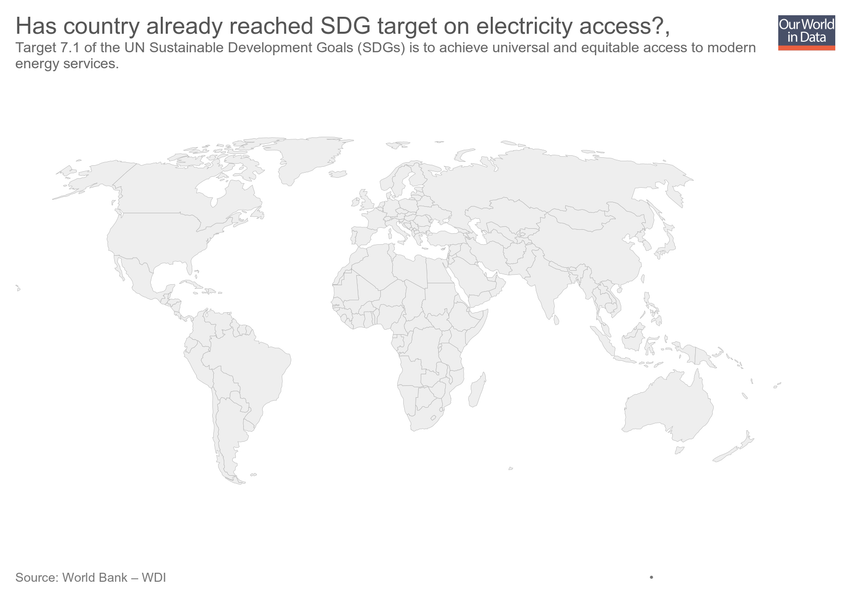 Has country already reached SDG target on electricity access?,
Our World
in Data
Target 7.1 of the UN Sustainable Development Goals (SDGs) is to achieve universal and equitable access to modern
energy services.
Source: World Bank – WDI
•